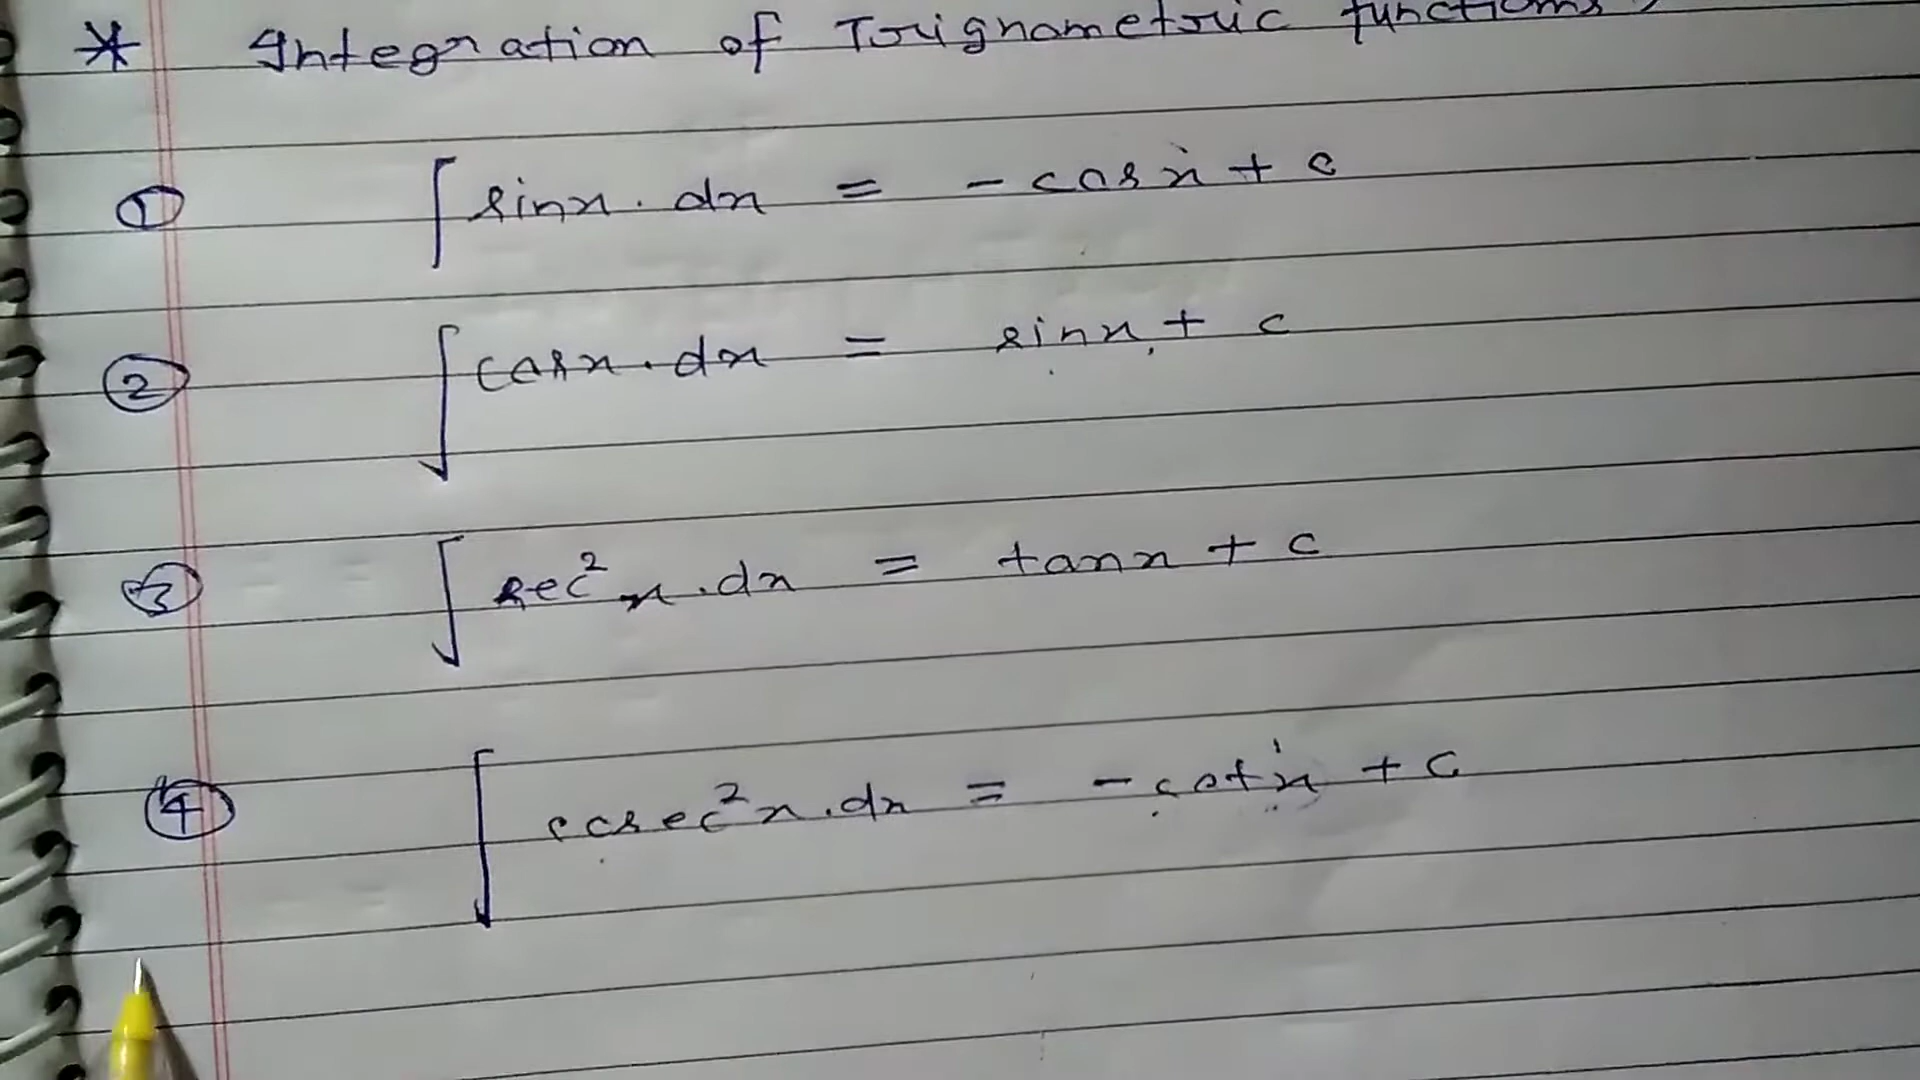 * Integration of Trignometric functions
① ∫ sinx . dx = - cosx + c
② ∫ cosx . dx = sinx + c
③ ∫ sec²x . dx = tanx + c
④ ∫ cosec²x . dx = - cotx + c